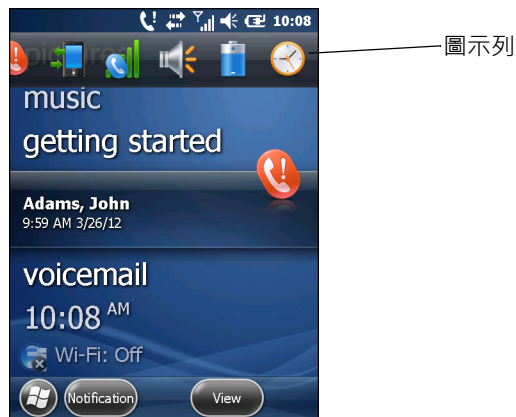 10:08
圖示列
music
getting started
Adams, John
9:59 AM 3/26/12
voicemail
10:08 AM
Wi-Fi: Off
Notification
View